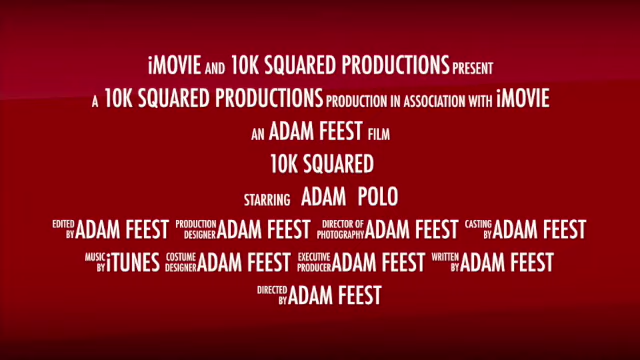 iMOVIE AND 10K SQUARED PRODUCTIONS PRESENT
A 10K SQUARED PRODUCTIONS PRODUCTION IN ASSOCIATION WITH iMOVIE
AN ADAM FEEST FILM
10K SQUARED
STARRING ADAM POLO
EDITED BY ADAM FEEST PRODUCTION DESIGNER ADAM FEEST DIRECTOR OF PHOTOGRAPHY ADAM FEEST CASTING BY ADAM FEEST
MUSIC BY iTUNES COSTUME DESIGNER ADAM FEEST EXECUTIVE PRODUCER ADAM FEEST WRITTEN BY ADAM FEEST
DIRECTED BY ADAM FEEST